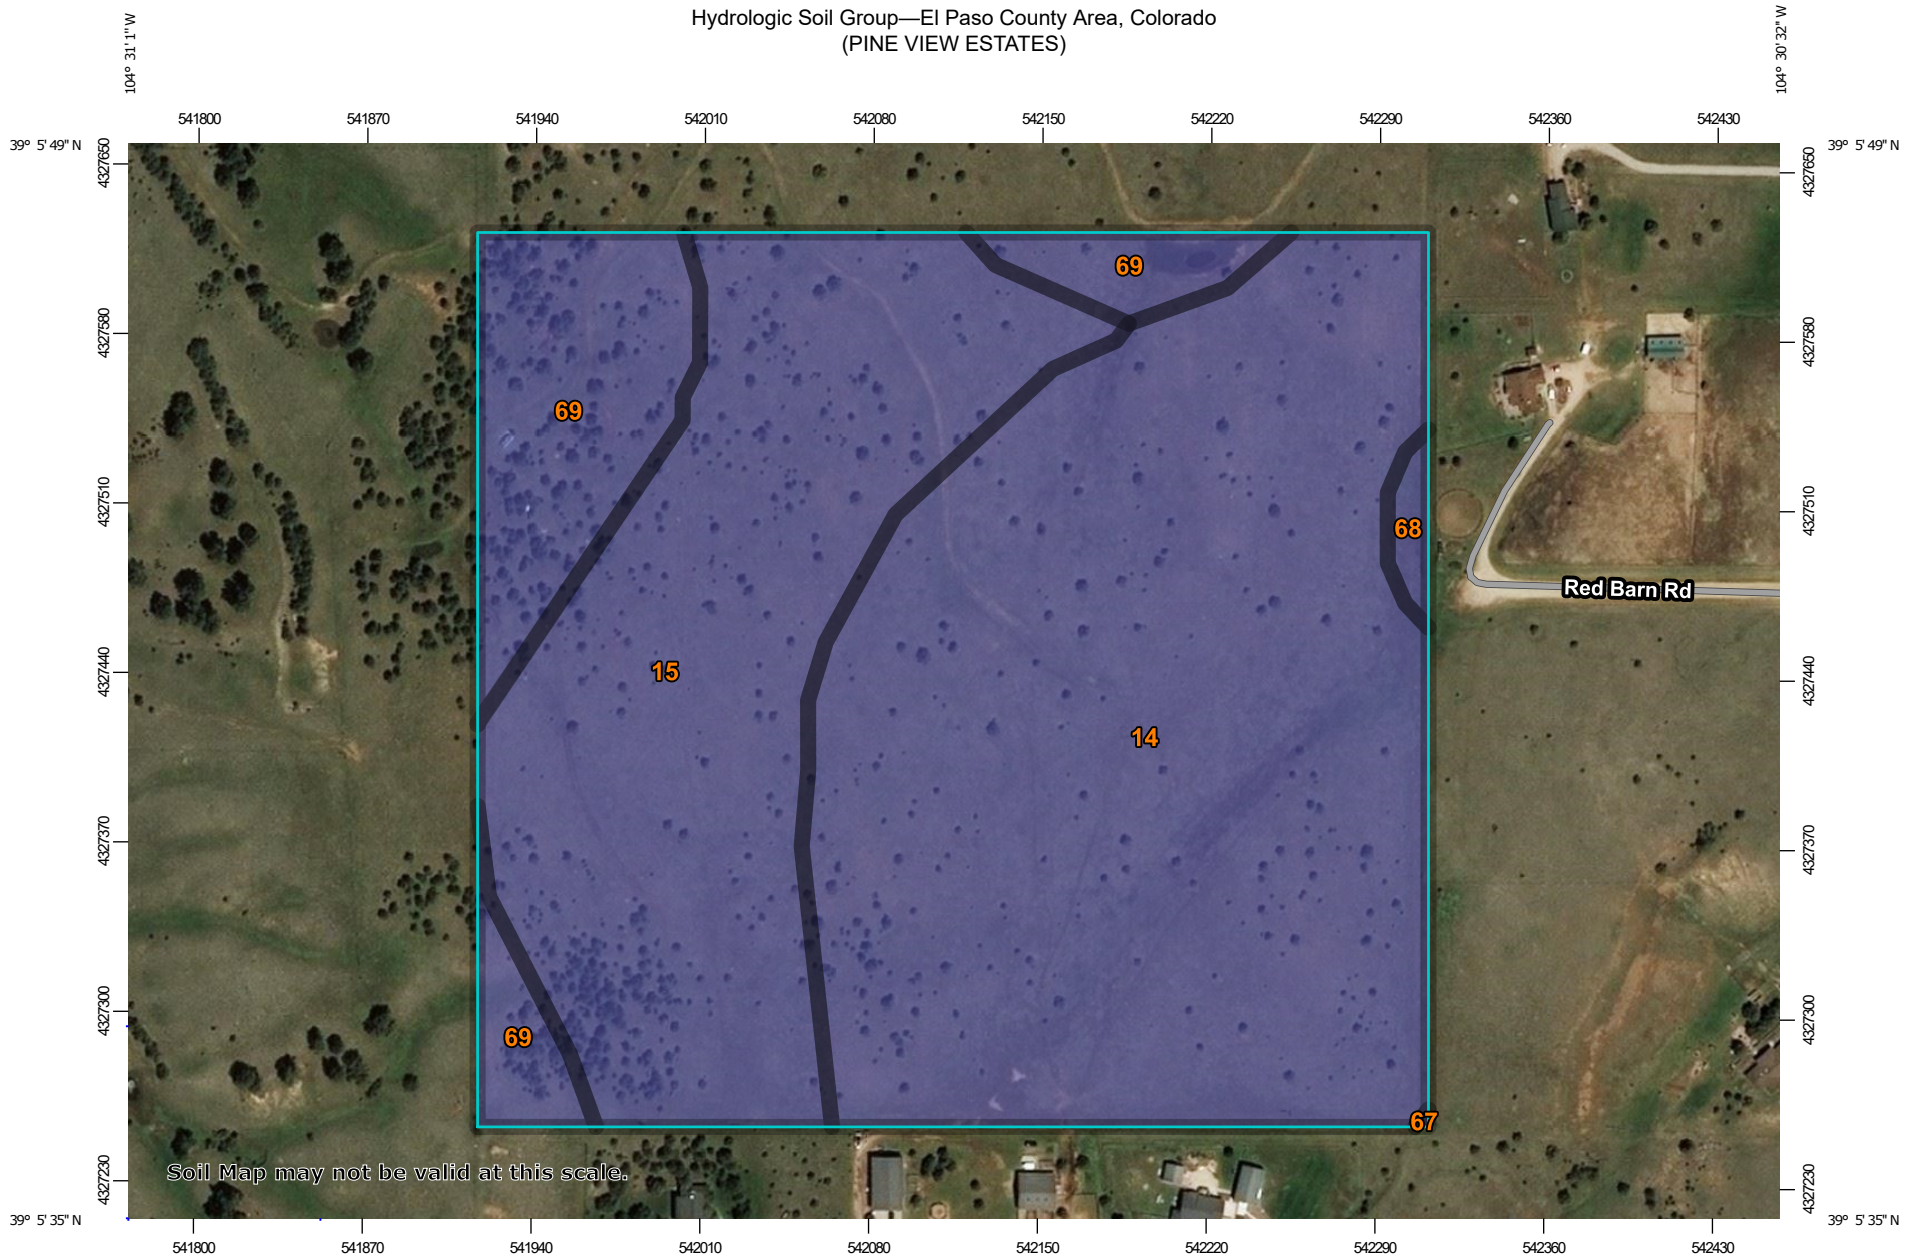 Hydrologic Soil Group—El Paso County Area, Colorado
(PINE VIEW ESTATES)
104° 31' 1" W
104° 30' 32" W
541800 541870 541940 542010 542080 542150 542220 542290 542360 542430
39° 5' 49" N
39° 5' 49" N
4327650
4327650
69
4327580
4327580
69
4327510
4327510
68
Red Barn Rd
15
4327440
4327440
14
4327370
4327370
4327300
4327300
69
67
Soil Map may not be valid at this scale.
4327230
4327230
39° 5' 35" N
39° 5' 35" N
541800 541870 541940 542010 542080 542150 542220 542290 542360 542430